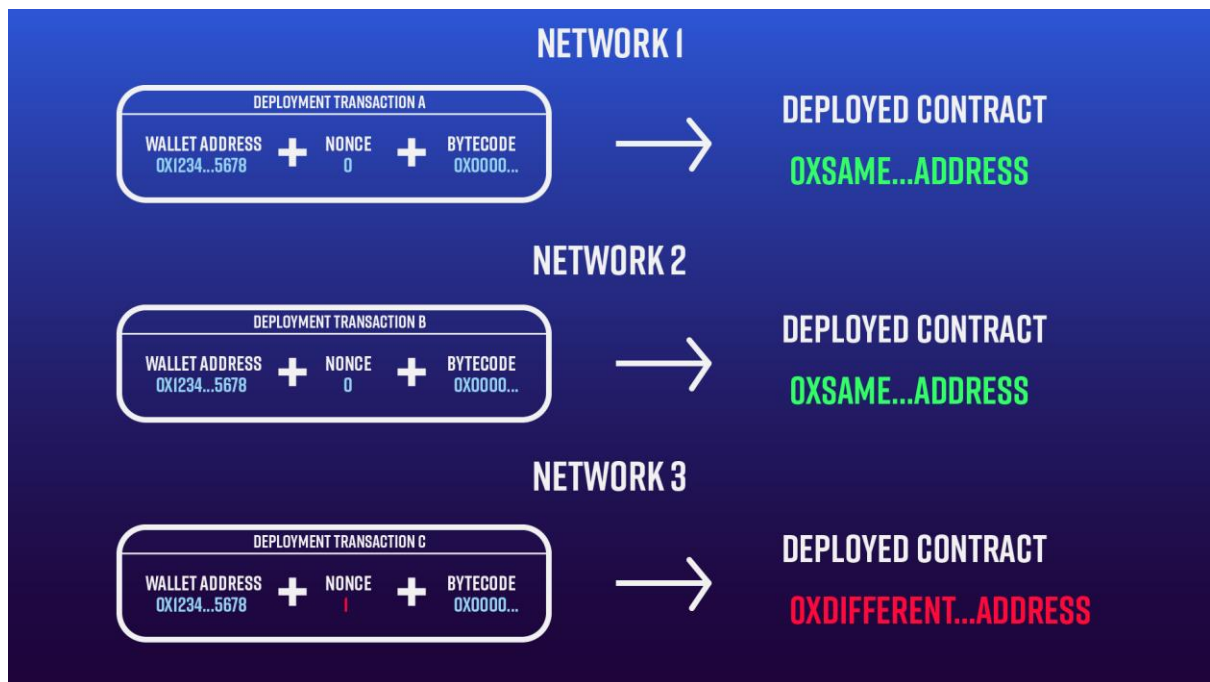 NETWORK 1
DEPLOYMENT TRANSACTION A
WALLET ADDRESS + NONCE + BYTECODE
0X1234...5678 0 0X0000...
DEPLOYED CONTRACT
0XSAME...ADDRESS
NETWORK 2
DEPLOYMENT TRANSACTION B
WALLET ADDRESS + NONCE + BYTECODE
0X1234...5678 0 0X0000...
DEPLOYED CONTRACT
0XSAME...ADDRESS
NETWORK 3
DEPLOYMENT TRANSACTION C
WALLET ADDRESS + NONCE + BYTECODE
0X1234...5678 1 0X0000...
DEPLOYED CONTRACT
0XDIFFERENT...ADDRESS